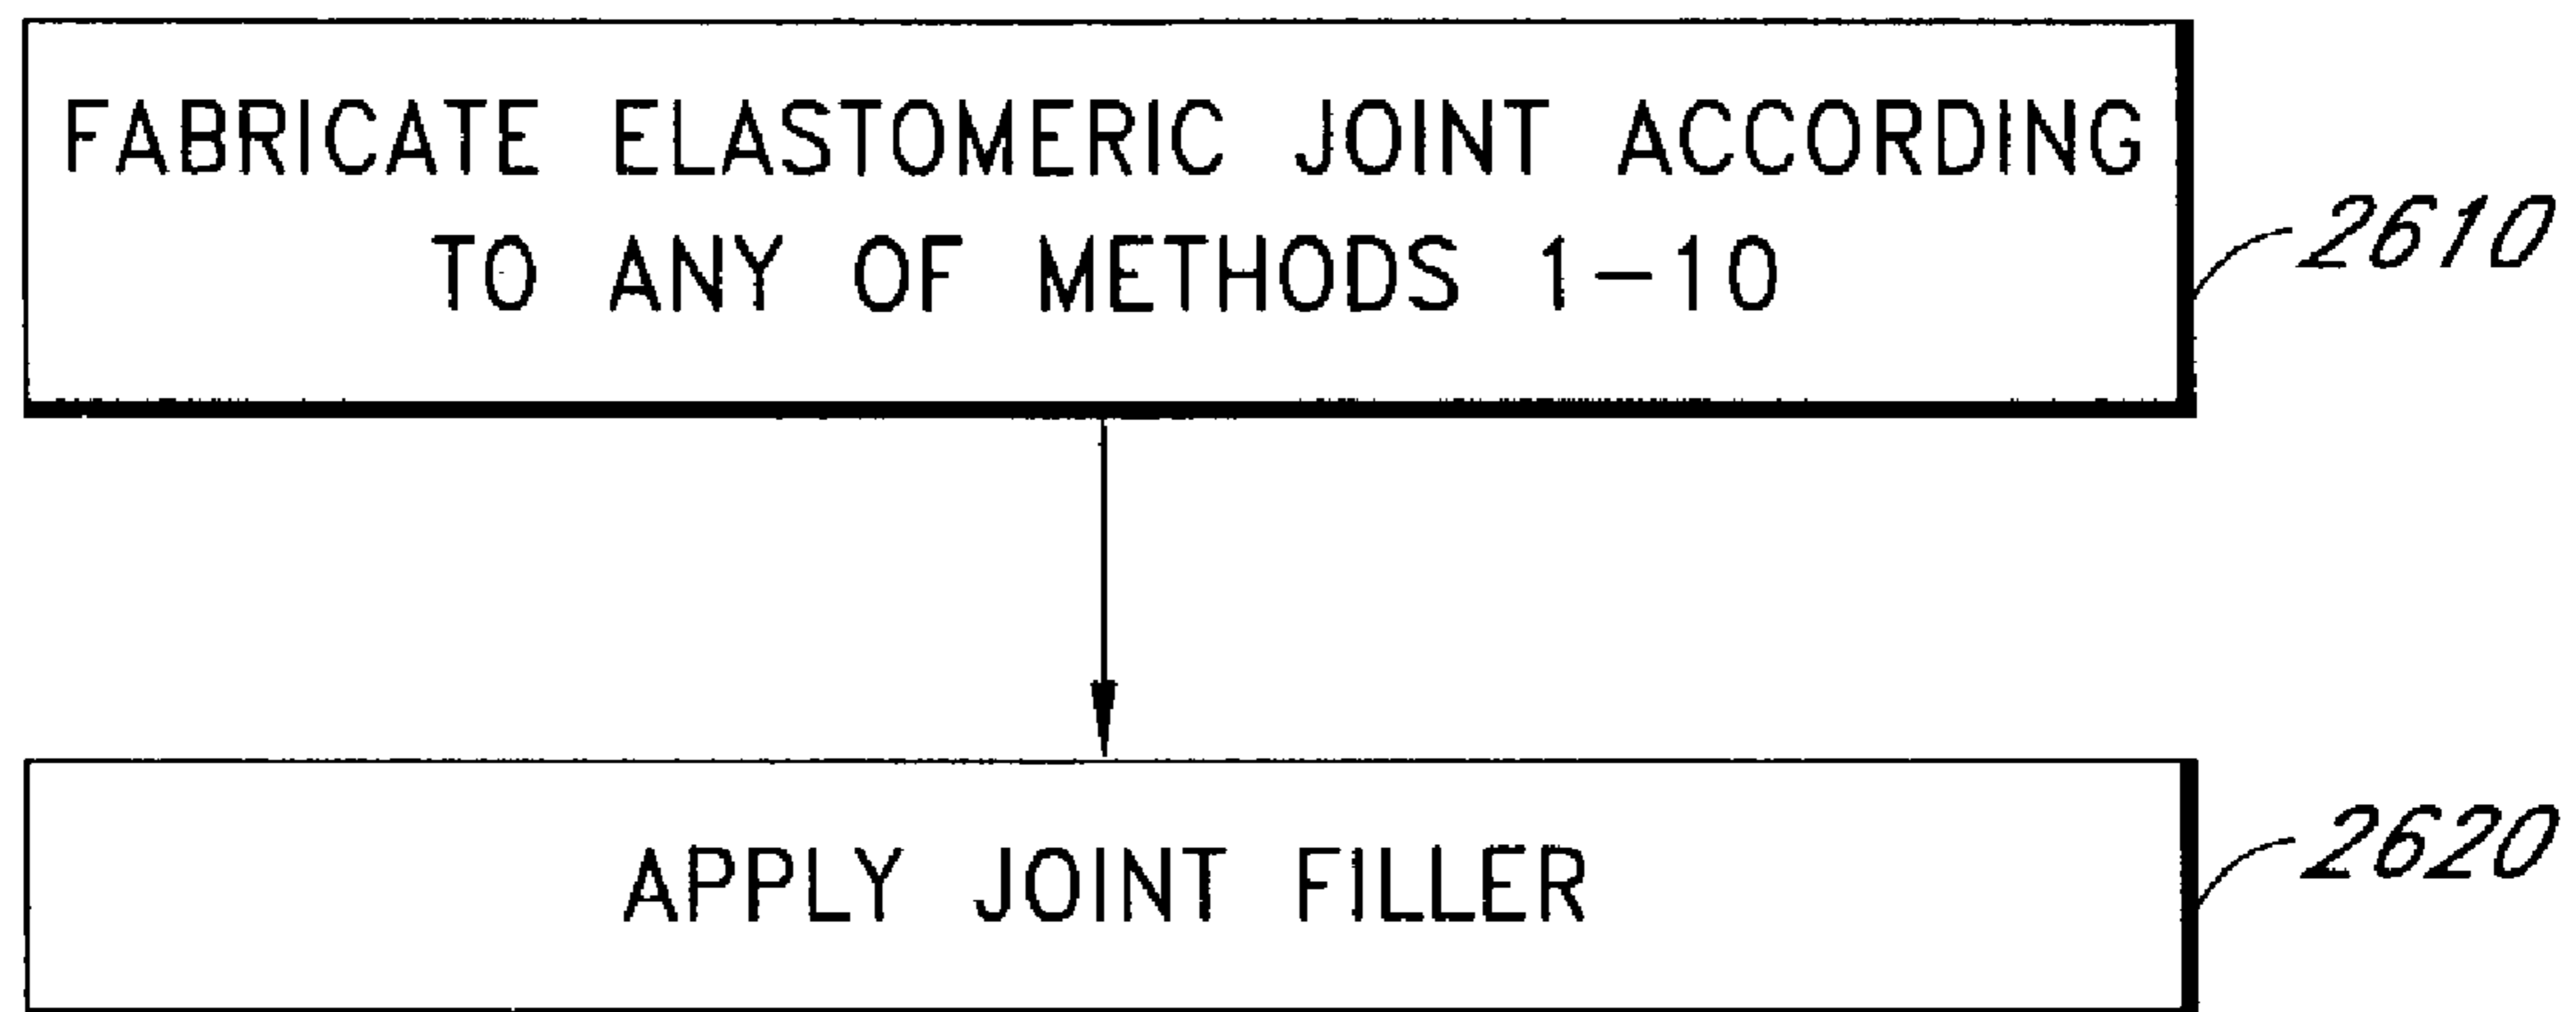 FABRICATE ELASTOMERIC JOINT ACCORDING
TO ANY OF METHODS 1-10
2610
APPLY JOINT FILLER
2620